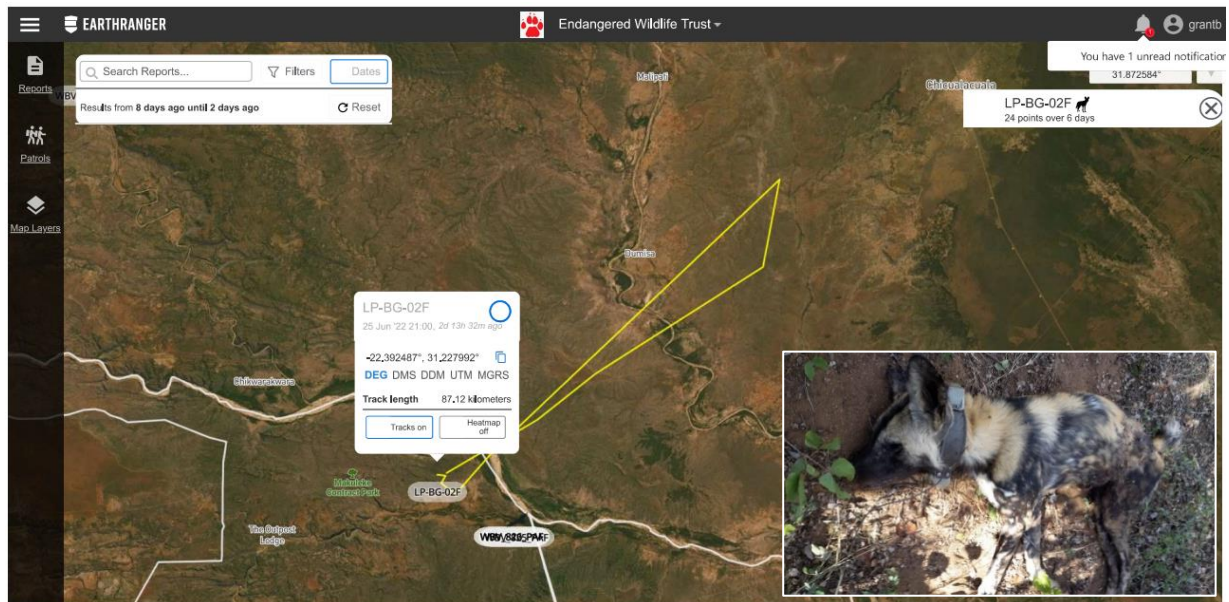 EARTHRANGER
Endangered Wildlife Trust
grantb
You have 1 unread notification
31.872584°
Reports
Patrols
Map Layers
Search Reports...
Filters
Dates
Results from 8 days ago until 2 days ago
Reset
LP-BG-02F
24 points over 6 days
Malipati
Chicualacuala
Dumisa
Chikwarakwara
LP-BG-02F
25 Jun '22 21:00, 2d 13h 32m ago
-22.392487°, 31.227992°
DEG DMS DDM UTM MGRS
Track length 87.12 kilometers
Tracks on
Heatmap
off
Makuleke
Contract Park
LP-BG-02F
The Outpost
Lodge